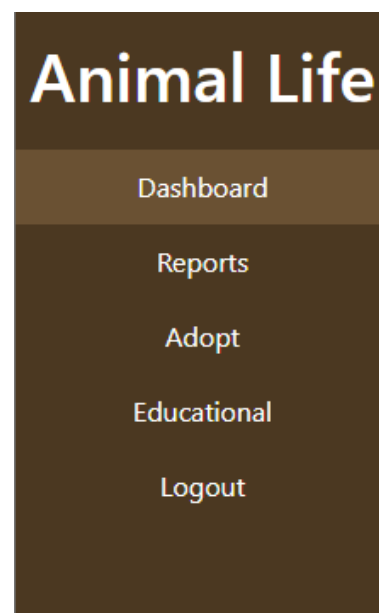 Animal Life
Dashboard
Reports
Adopt
Educational
Logout